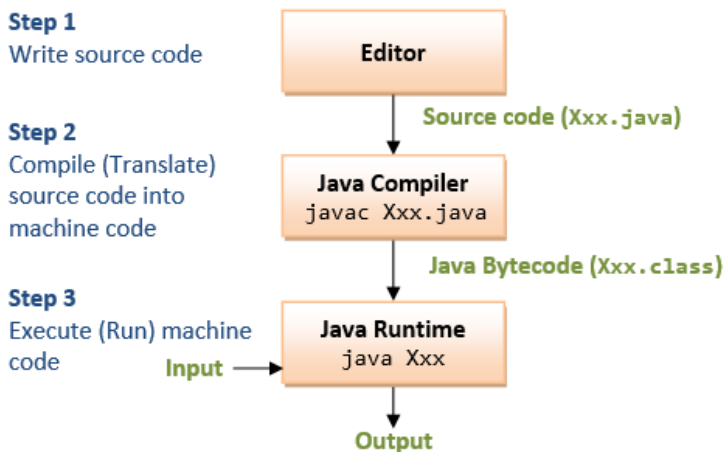 Step 1
Write source code
Editor
Source code (Xxx.java)
Step 2
Compile (Translate)
source code into
machine code
Java Compiler
javac Xxx.java
Java Bytecode (Xxx.class)
Step 3
Execute (Run) machine
code
Java Runtime
java Xxx
Input
Output